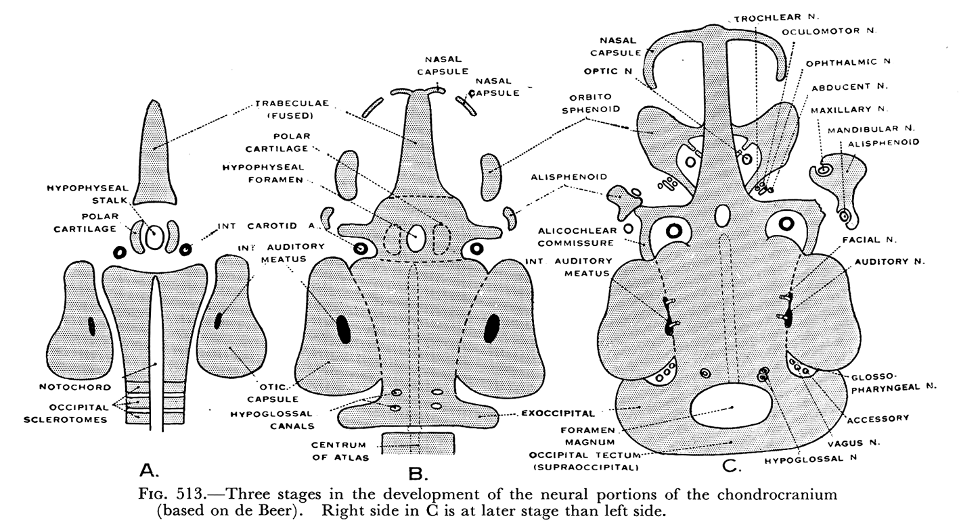 TROCHLEAR N.
OCULOMOTOR N.
NASAL
CAPSULE
OPTIC N
OPHTHALMIC N
ABDUCENT N.
ORBITO
SPHENOID
MAXILLARY N.
MANDIBULAR N.
ALISPHENOID
NASAL
CAPSULE
NASAL
CAPSULE
TRABECULAE
(FUSED)
POLAR
CARTILAGE
HYPOPHYSEAL
FORAMEN
ALISPHENOID
HYPOPHYSEAL
STALK
POLAR
CARTILAGE
INT CAROTID A.
INT AUDITORY
MEATUS
ALICOCHLEAR
COMMISSURE
INT AUDITORY
MEATUS
FACIAL N.
AUDITORY N.
NOTOCHORD
OCCIPITAL
SCLEROTOMES
OTIC
CAPSULE
HYPOGLOSSAL
CANALS
CENTRUM
OF ATLAS
EXOCCIPITAL
FORAMEN
MAGNUM
OCCIPITAL TECTUM
(SUPRAOCCIPITAL)
GLOSSO-
PHARYNGEAL N.
ACCESSORY
VAGUS N.
HYPOGLOSSAL N
A.
B.
C.
FIG. 513.—Three stages in the development of the neural portions of the chondrocranium
(based on de Beer). Right side in C is at later stage than left side.